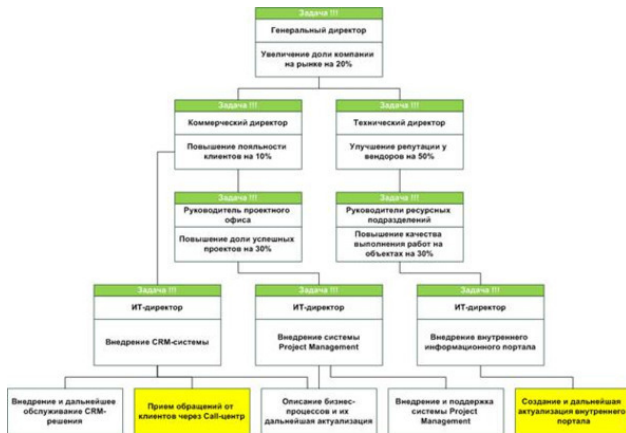 Задача !!!
Генеральный директор
Увеличение доли компании
на рынке на 20%
Задача !!!
Коммерческий директор
Повышение лояльности
клиентов на 10%
Задача !!!
Технический директор
Улучшение репутации у
вендоров на 50%
Задача !!!
Руководитель проектного
офиса
Повышение доли успешных
проектов на 30%
Задача !!!
Руководители ресурсных
подразделений
Повышение качества
выполнения работ на
объектах на 30%
Задача !!!
ИТ-директор
Внедрение CRM-системы
Задача !!!
ИТ-директор
Внедрение системы
Project Management
Задача !!!
ИТ-директор
Внедрение внутреннего
информационного портала
Внедрение и дальнейшее
обслуживание CRM-
решения
Прием обращений от
клиентов через Call-центр
Описание бизнес-
процессов и их
дальнейшая актуализация
Внедрение и поддержка
системы Project Management
Создание и дальнейшая
актуализация внутреннего
портала